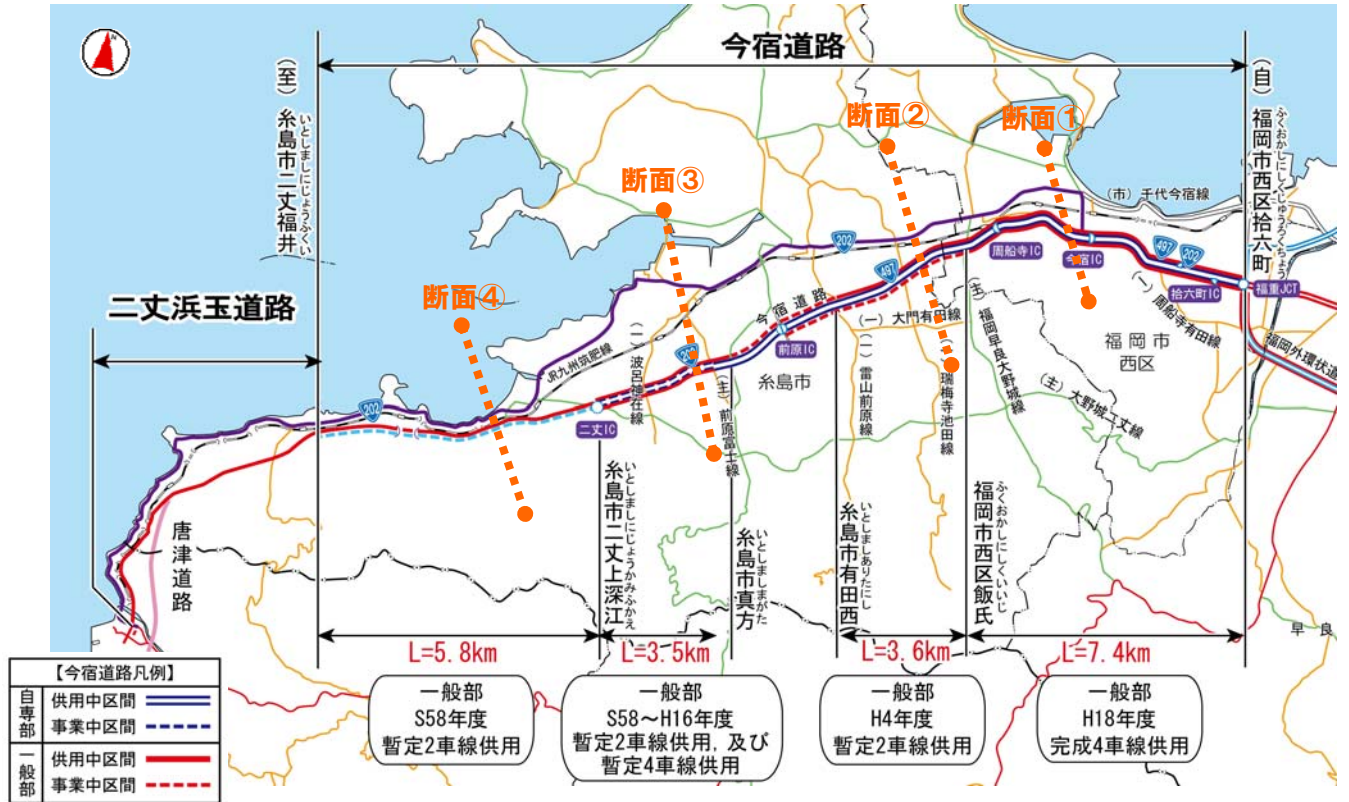 N
今宿道路
(至) 糸島市二丈福井
いとしましにじょうふくい
(自) 福岡市西区拾六町
ふくおかしにしくじゅうろくちょう
断面②
断面①
断面③
断面④
(市) 千代今宿線
202
497
周船寺IC
今宿IC
497
202
拾六町IC
福重JCT
(一) 周船寺有田線
福岡外環状道
福岡市
西区
二丈浜玉道路
今宿道路
(一) 大門有田線
前原IC
糸島市
JR九州筑肥線
(一) 波呂神在線
202
(主) 前原富士線
(一) 雷山前原線
(一) 瑞梅寺池田線
(主) 福岡早良大野城線
(主) 大野城二丈線
202
二丈IC
唐津道路
糸島市二丈上深江
いとしましにじょうかみふかえ
糸島市真方
いとしましまがた
糸島市有田西
いとしましありたにし
福岡市西区飯氏
ふくおかしにしくいいじ
早良
L=5.8km
L=3.5km
L=3.6km
L=7.4km
一般部
S58年度
暫定2車線供用
一般部
S58～H16年度
暫定2車線供用, 及び
暫定4車線供用
一般部
H4年度
暫定2車線供用
一般部
H18年度
完成4車線供用
【今宿道路凡例】
自専部
供用中区間
事業中区間
一般部
供用中区間
事業中区間